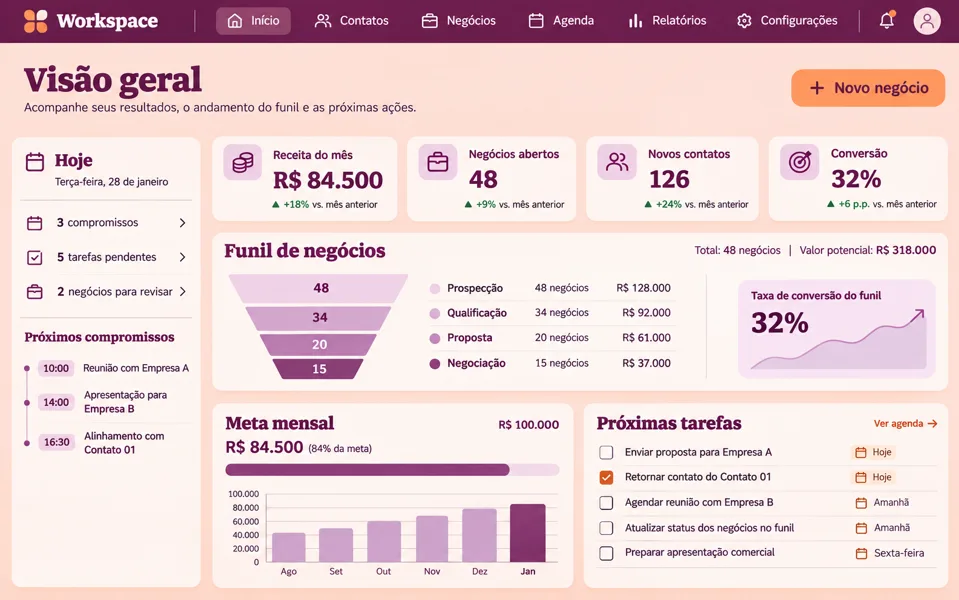 Workspace
Início
Contatos
Negócios
Agenda
Relatórios
Configurações
Visão geral
Acompanhe seus resultados, o andamento do funil e as próximas ações.
+ Novo negócio
Hoje
Terça-feira, 28 de janeiro
3 compromissos
5 tarefas pendentes
2 negócios para revisar
Próximos compromissos
10:00 Reunião com Empresa A
14:00 Apresentação para
Empresa B
16:30 Alinhamento com
Contato 01
Receita do mês
R$ 84.500
▲ +18% vs. mês anterior
Negócios abertos
48
▲ +9% vs. mês anterior
Novos contatos
126
▲ +24% vs. mês anterior
Conversão
32%
▲ +6 p.p. vs. mês anterior
Funil de negócios
Total: 48 negócios | Valor potencial: R$ 318.000
48
34
20
15
Prospecção 48 negócios R$ 128.000
Qualificação 34 negócios R$ 92.000
Proposta 20 negócios R$ 61.000
Negociação 15 negócios R$ 37.000
Taxa de conversão do funil
32%
Meta mensal
R$ 100.000
R$ 84.500 (84% da meta)
100.000
80.000
60.000
40.000
20.000
0
Ago Set Out Nov Dez Jan
Próximas tarefas
Ver agenda →
Enviar proposta para Empresa A Hoje
Retornar contato do Contato 01 Hoje
Agendar reunião com Empresa B Amanhã
Atualizar status dos negócios no funil Amanhã
Preparar apresentação comercial Sexta-feira